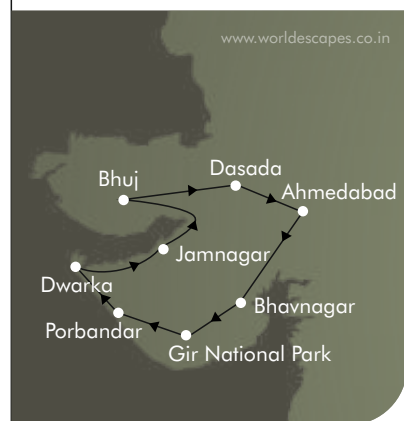 www.worldescapes.co.in
Dasada
Bhuj
Ahmedabad
Jamnagar
Dwarka
Bhavnagar
Porbandar
Gir National Park